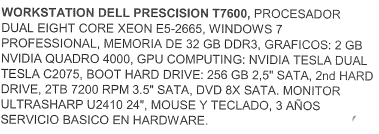 WORKSTATION DELL PRESCISION T7600, PROCESADOR
DUAL EIGHT CORE XEON E5-2665, WINDOWS 7
PROFESSIONAL, MEMORIA DE 32 GB DDR3, GRAFICOS: 2 GB
NVIDIA QUADRO 4000, GPU COMPUTING: NVIDIA TESLA DUAL
TESLA C2075, BOOT HARD DRIVE: 256 GB 2,5" SATA, 2nd HARD
DRIVE, 2TB 7200 RPM 3.5" SATA, DVD 8X SATA. MONITOR
ULTRASHARP U2410 24", MOUSE Y TECLADO, 3 AÑOS
SERVICIO BASICO EN HARDWARE.